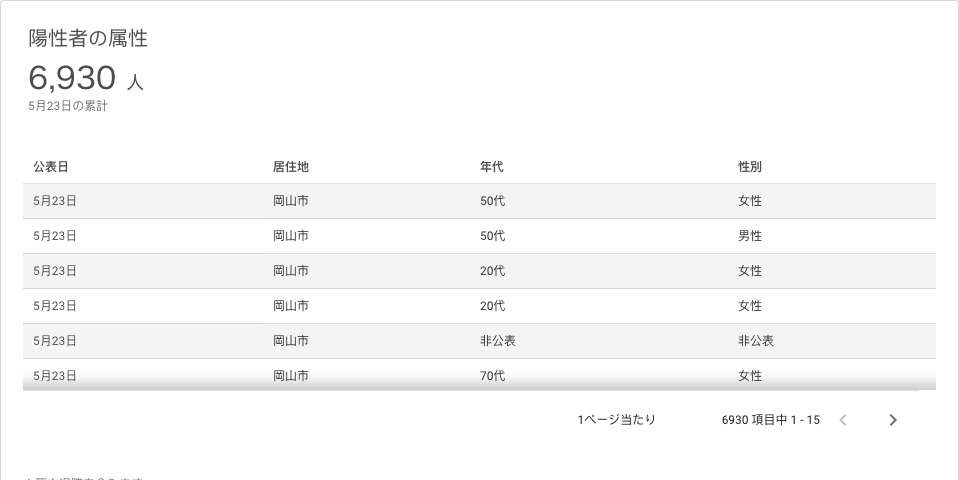 陽性者の属性
6,930 人
5月23日の累計
公表日 居住地 年代 性別
5月23日 岡山市 50代 女性
5月23日 岡山市 50代 男性
5月23日 岡山市 20代 女性
5月23日 岡山市 20代 女性
5月23日 岡山市 非公表 非公表
5月23日 岡山市 70代 女性
1ページ当たり 6930 項目中 1 - 15